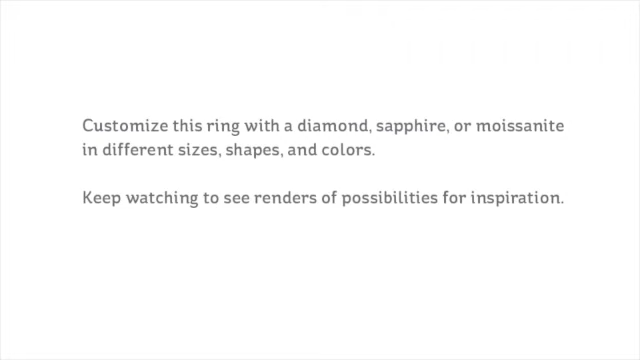 Customize this ring with a diamond, sapphire, or moissanite
in different sizes, shapes, and colors.
Keep watching to see renders of possibilities for inspiration.